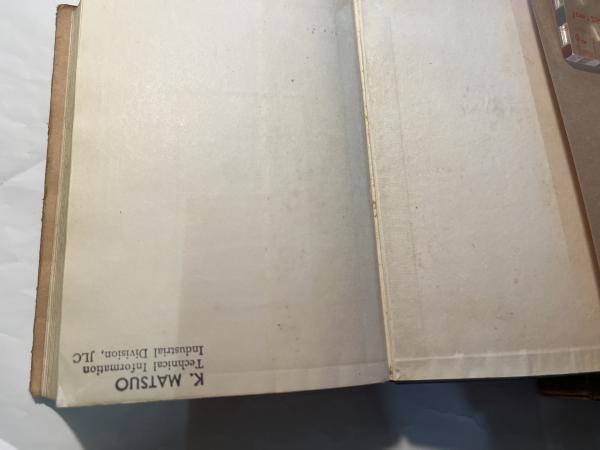 K. MATSUO
Technical Information
Industrial Division, JLC